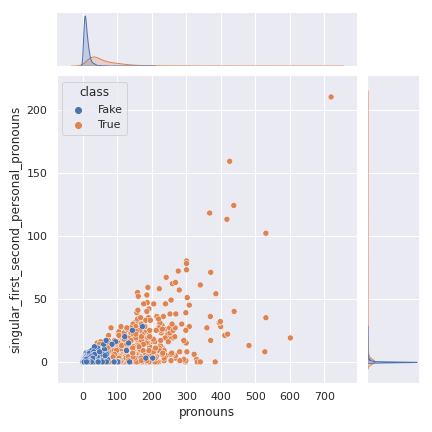 class
Fake
True
200
150
100
50
0
singular_first_second_personal_pronouns
0 100 200 300 400 500 600 700
pronouns